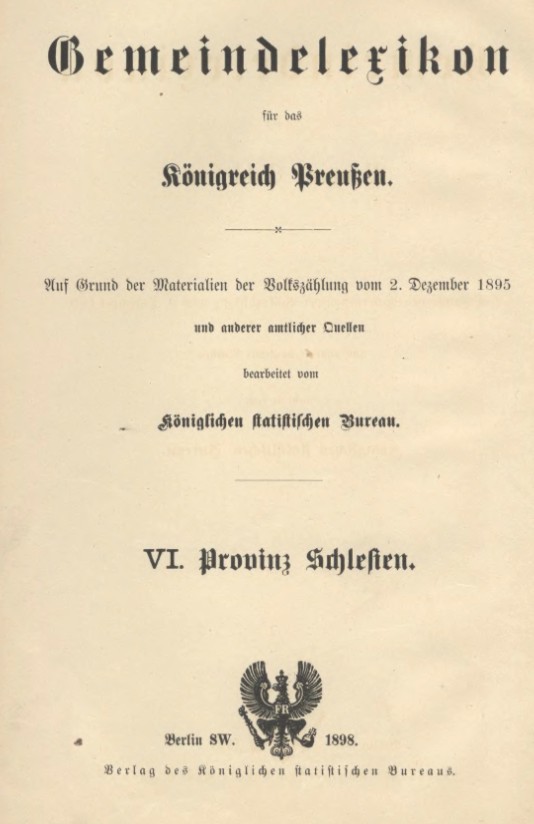 Gemeindelexikon
für das
Königreich Preußen.
Auf Grund der Materialien der Volkszählung vom 2. Dezember 1895
und anderer amtlicher Quellen
bearbeitet vom
Königlichen statistischen Bureau.
VI. Provinz Schlesien.
FR
Berlin SW. 1898.
Verlag des Königlichen statistischen Bureaus.